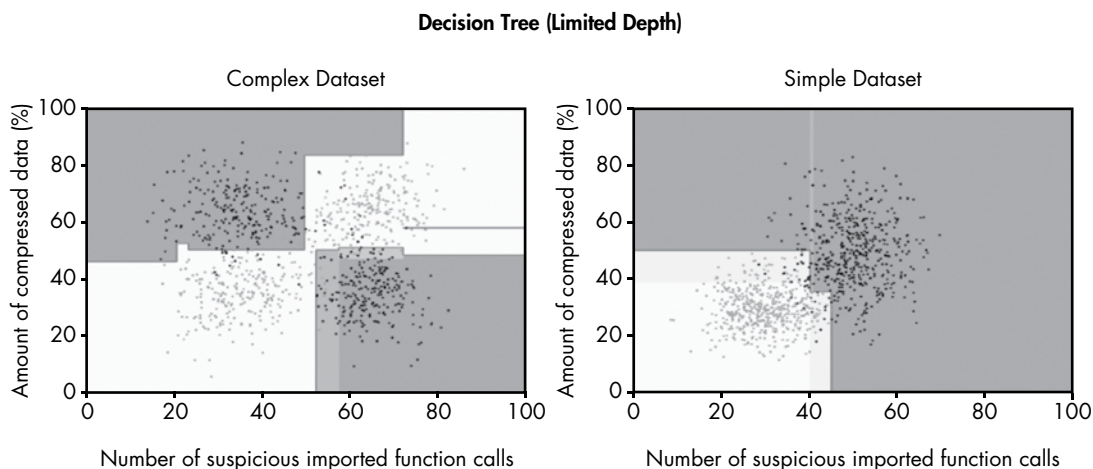 Decision Tree (Limited Depth)
Complex Dataset
Amount of compressed data (%)
100
80
60
40
20
0
0 20 40 60 80 100
Number of suspicious imported function calls
Simple Dataset
Amount of compressed data (%)
100
80
60
40
20
0
0 20 40 60 80 100
Number of suspicious imported function calls